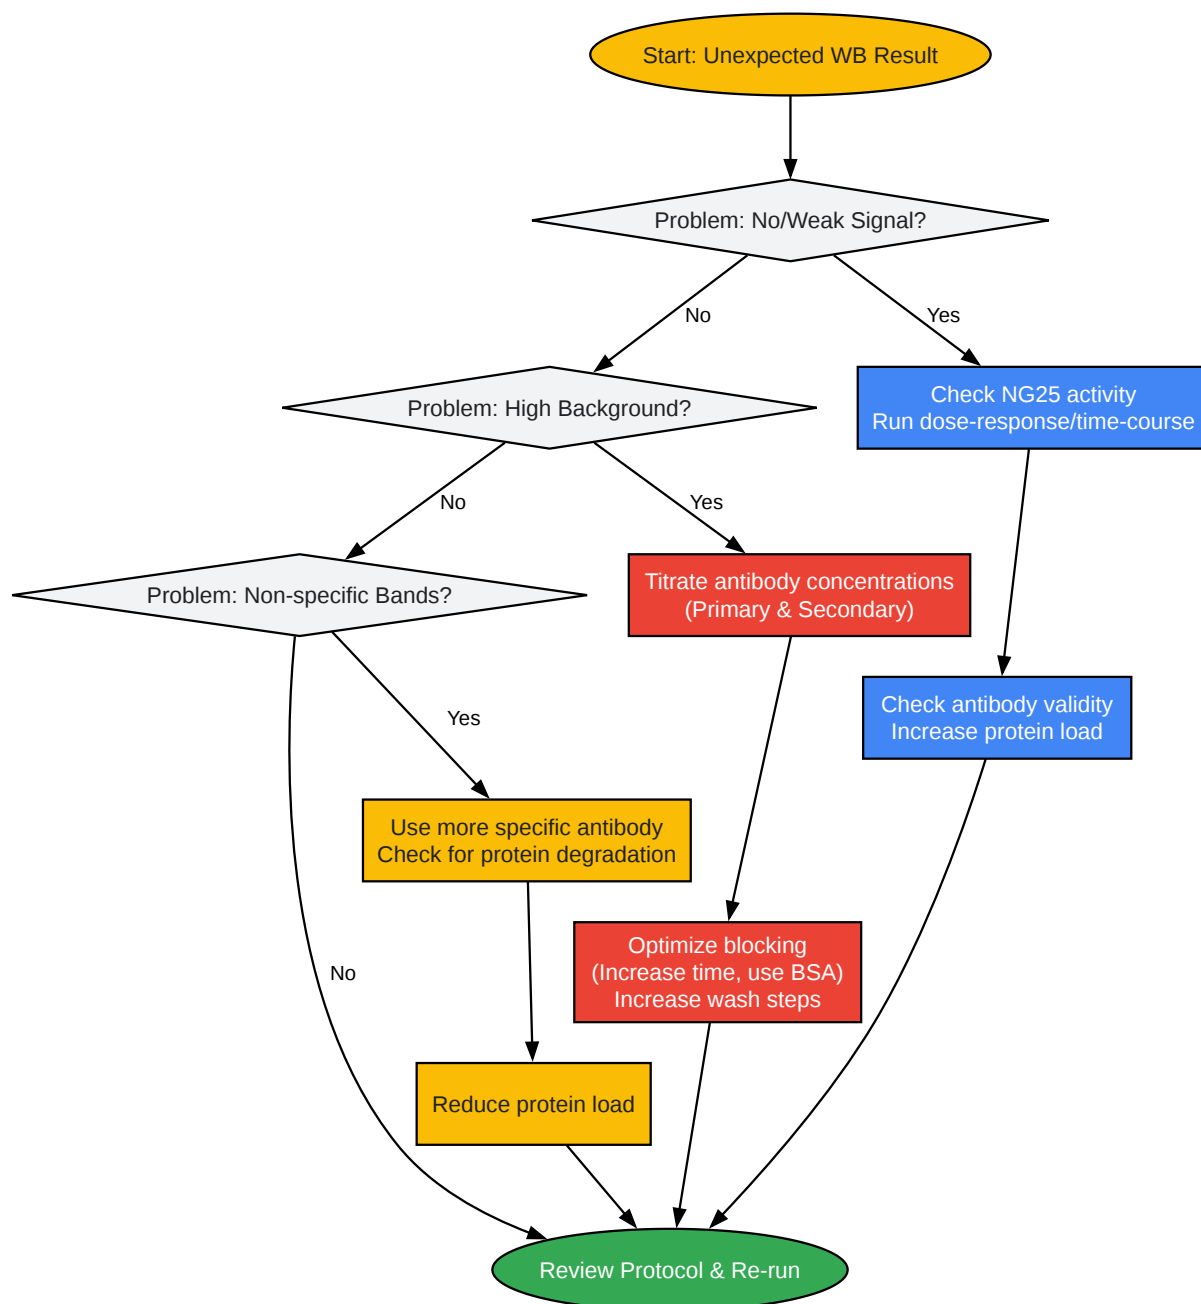 Start: Unexpected WB Result
Problem: No/Weak Signal?
No
Yes
Problem: High Background?
Check NG25 activity
Run dose-response/time-course
No
Yes
Problem: Non-specific Bands?
Titrate antibody concentrations
(Primary & Secondary)
Yes
Check antibody validity
Increase protein load
Use more specific antibody
Check for protein degradation
No
Optimize blocking
(Increase time, use BSA)
Increase wash steps
Reduce protein load
Review Protocol & Re-run